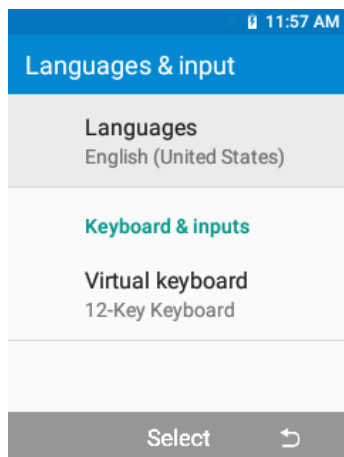 11:57 AM
Languages & input
Languages
English (United States)
Keyboard & inputs
Virtual keyboard
12-Key Keyboard
Select